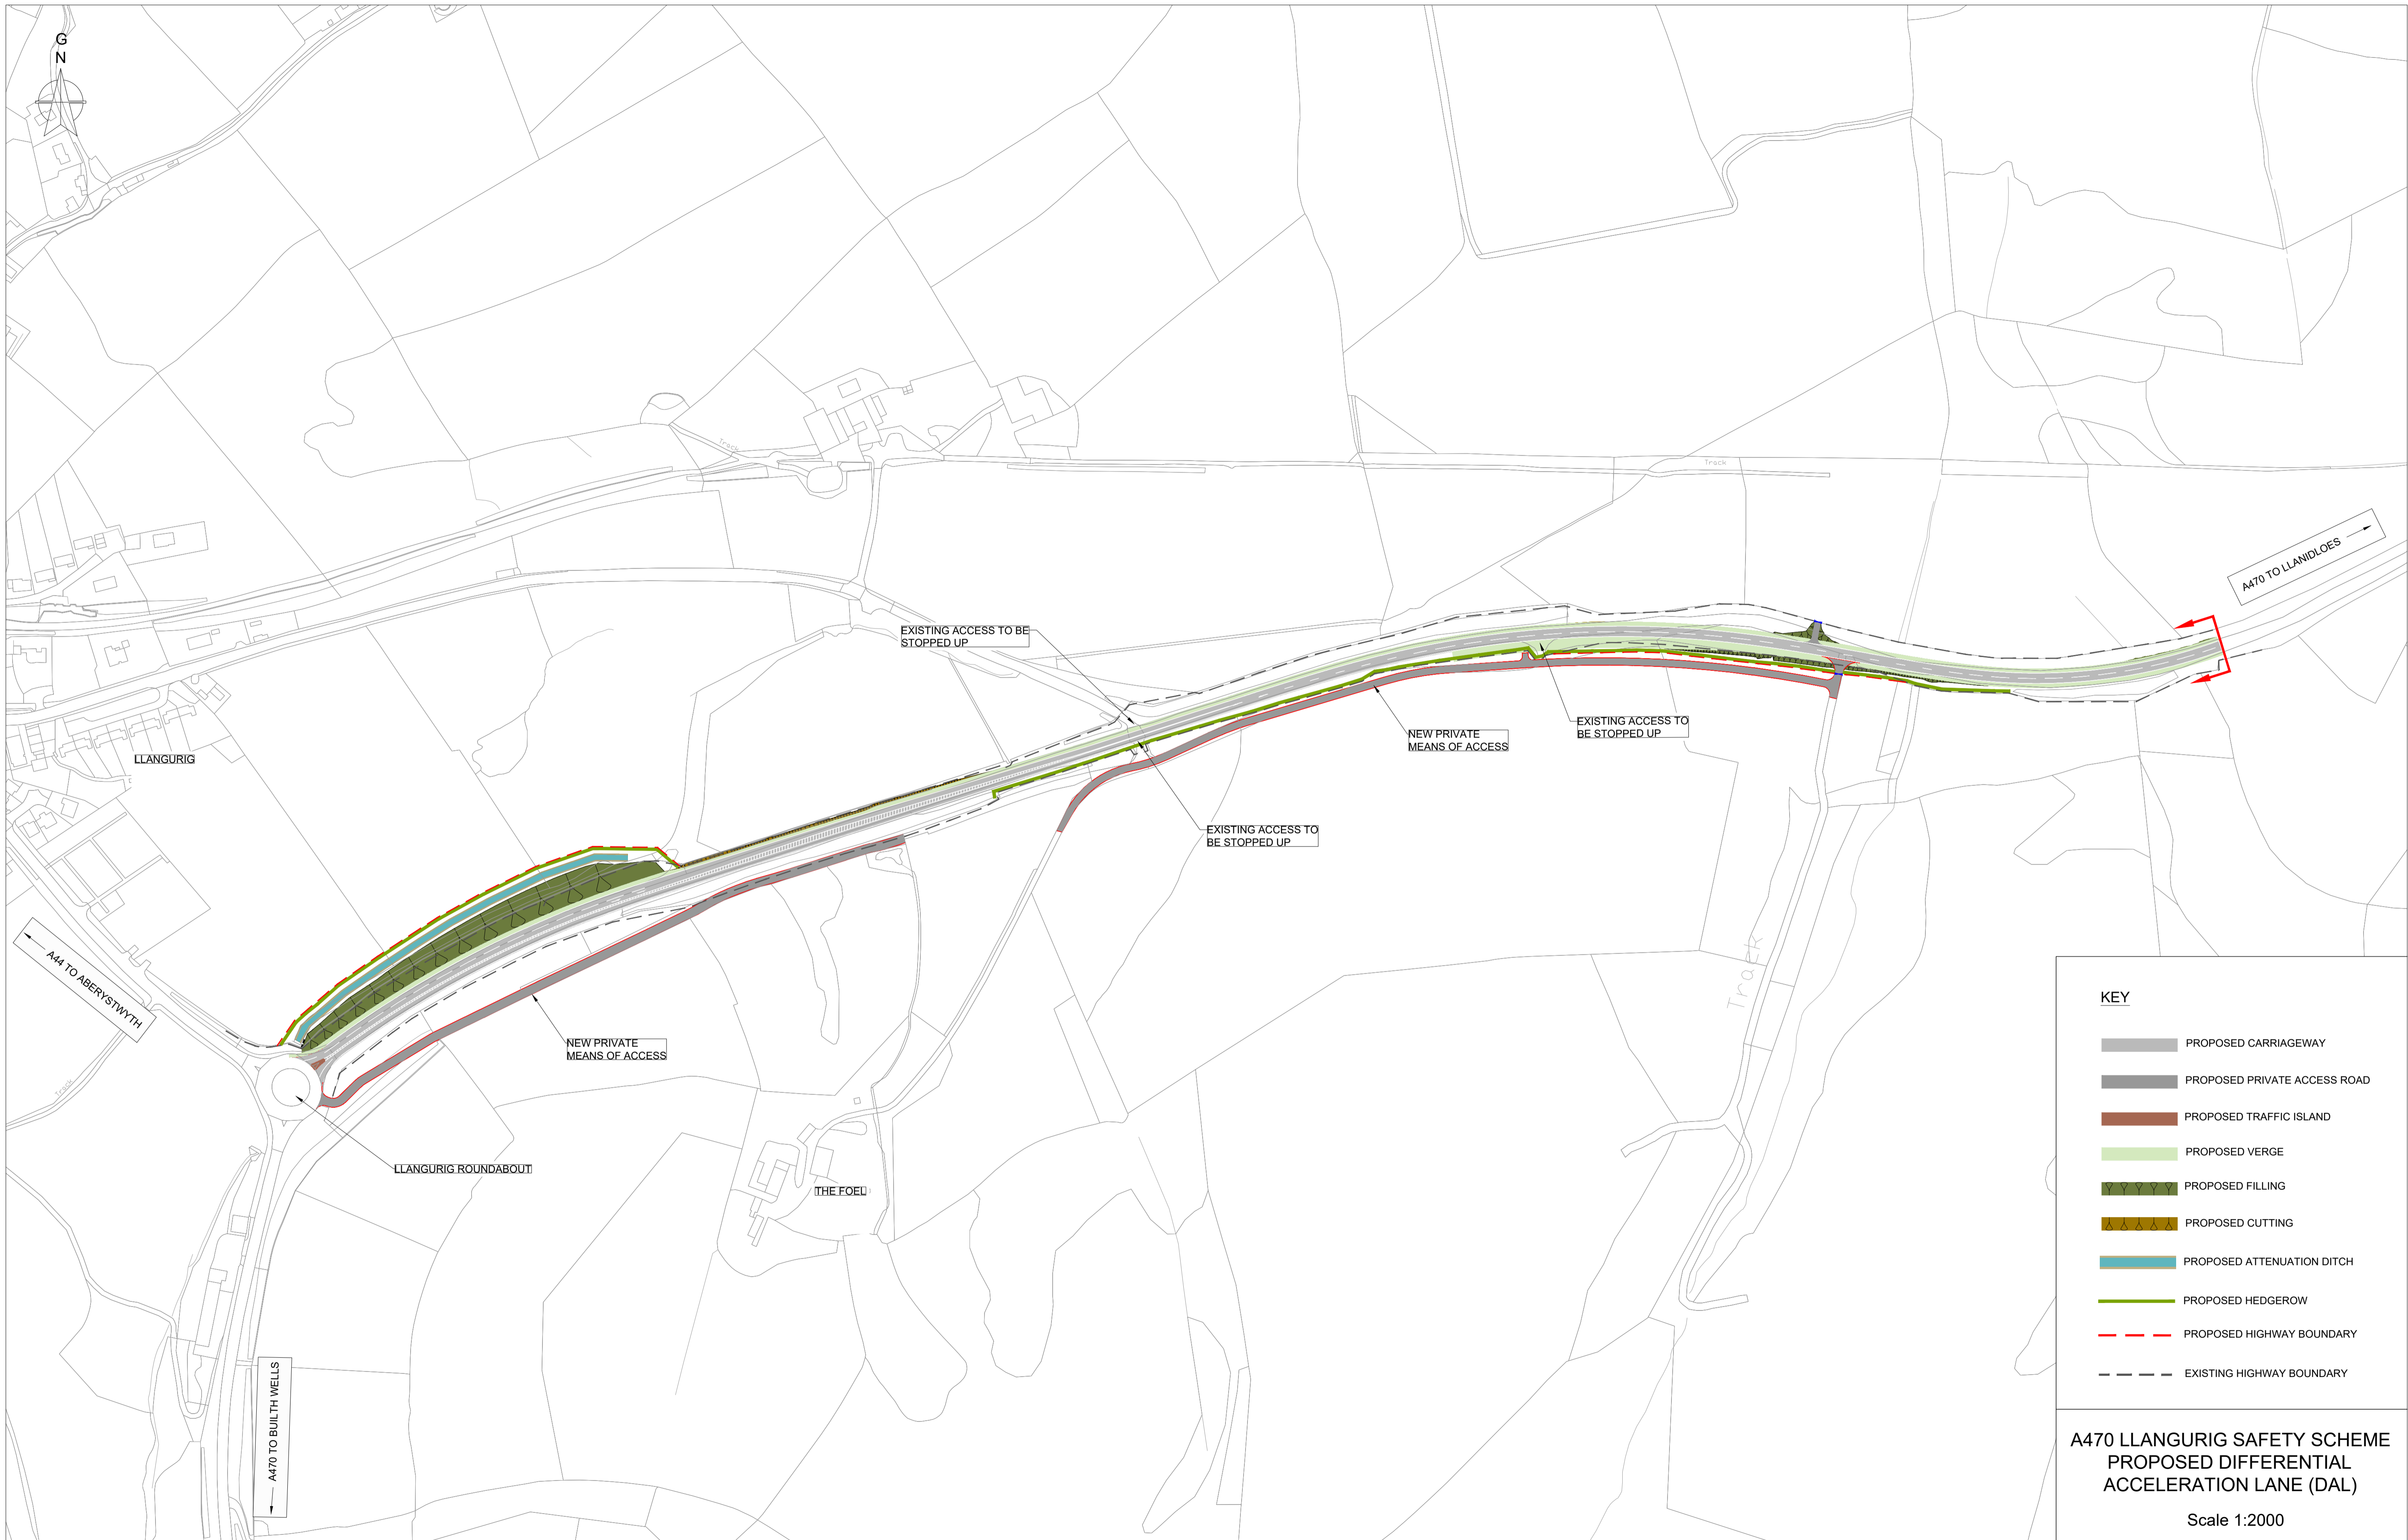 G
N
Track
Track
A470 TO LLANIDLOES
EXISTING ACCESS TO BE
STOPPED UP
EXISTING ACCESS TO
BE STOPPED UP
NEW PRIVATE
MEANS OF ACCESS
LLANGURIG
EXISTING ACCESS TO
BE STOPPED UP
A44 TO ABERYSTWYTH
Track
NEW PRIVATE
MEANS OF ACCESS
Track
LLANGURIG ROUNDABOUT
THE FOEL
A470 TO BUILTH WELLS
KEY
PROPOSED CARRIAGEWAY
PROPOSED PRIVATE ACCESS ROAD
PROPOSED TRAFFIC ISLAND
PROPOSED VERGE
PROPOSED FILLING
PROPOSED CUTTING
PROPOSED ATTENUATION DITCH
PROPOSED HEDGEROW
PROPOSED HIGHWAY BOUNDARY
EXISTING HIGHWAY BOUNDARY
A470 LLANGURIG SAFETY SCHEME
PROPOSED DIFFERENTIAL
ACCELERATION LANE (DAL)
Scale 1:2000